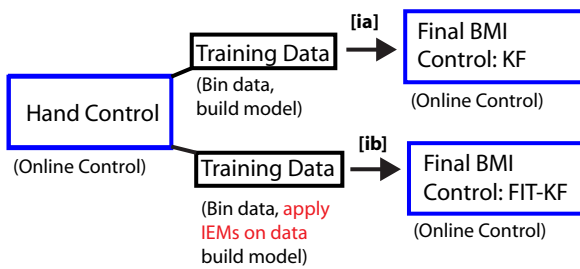 Hand Control
(Online Control)
Training Data
(Bin data,
build model)
[ia]
Final BMI
Control: KF
(Online Control)
Training Data
(Bin data, apply
IEMs on data
build model)
[ib]
Final BMI
Control: FIT-KF
(Online Control)